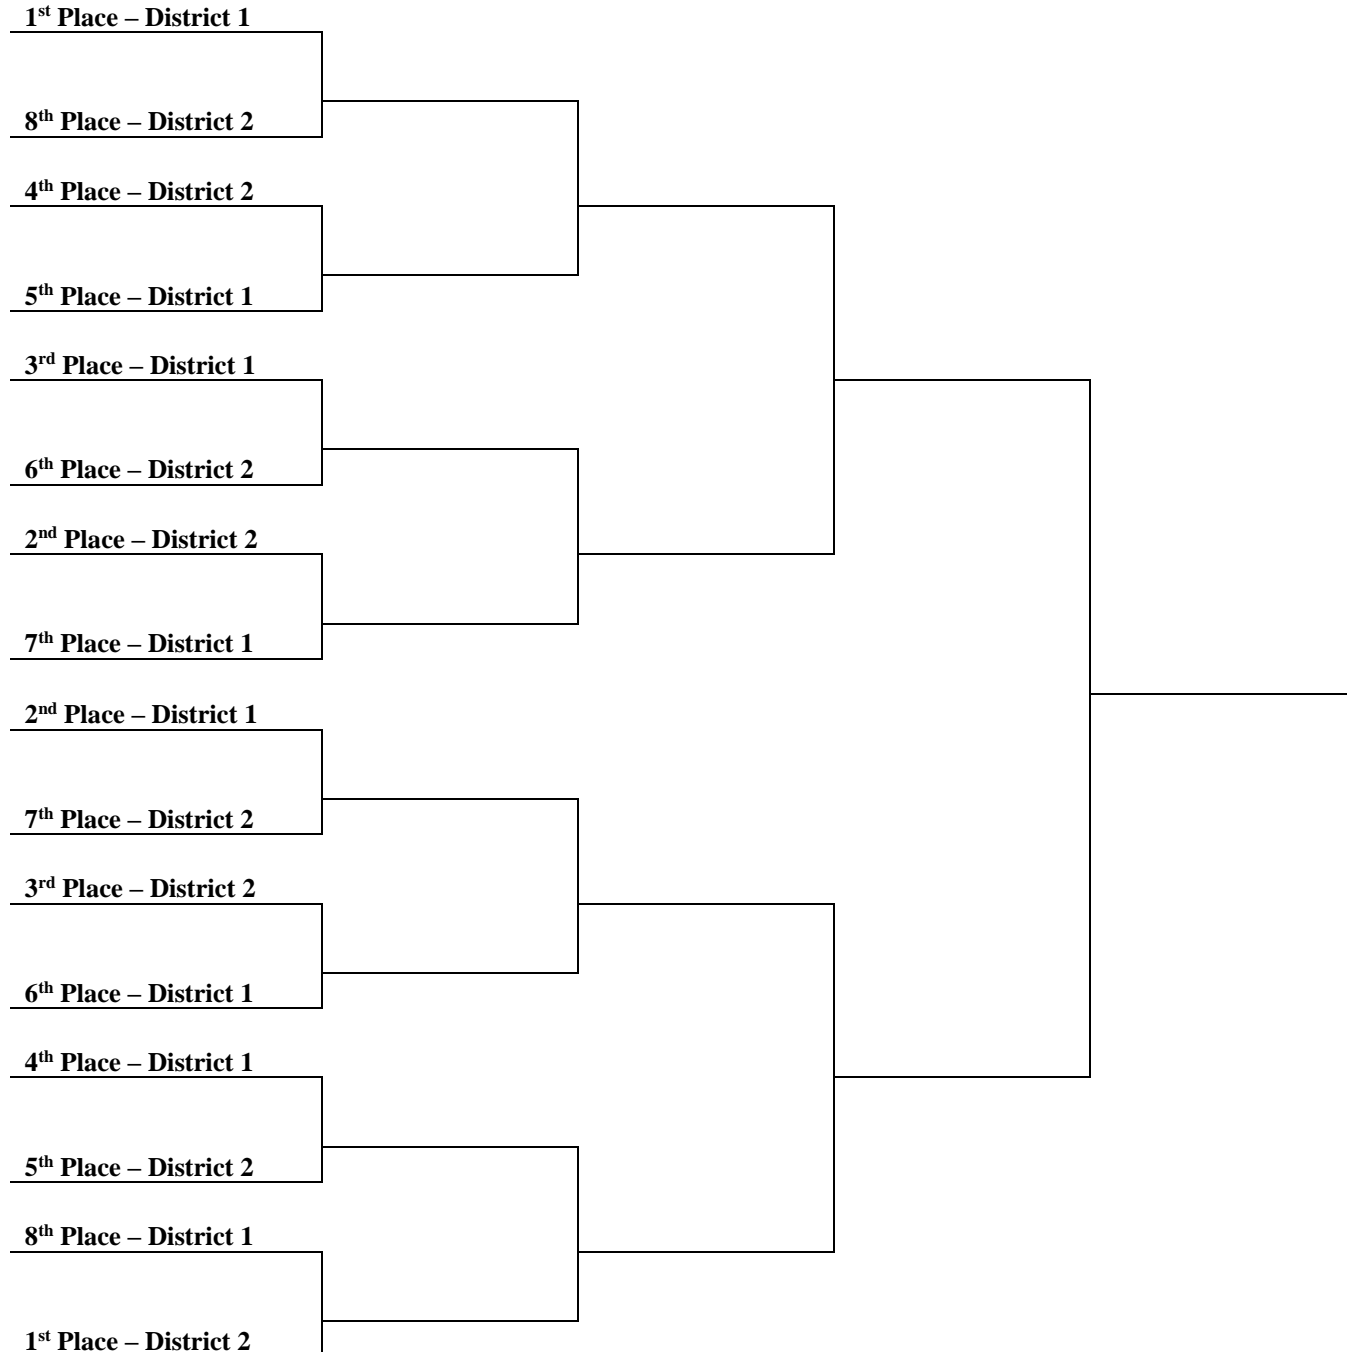 1st Place – District 1
8th Place – District 2
4th Place – District 2
5th Place – District 1
3rd Place – District 1
6th Place – District 2
2nd Place – District 2
7th Place – District 1
2nd Place – District 1
7th Place – District 2
3rd Place – District 2
6th Place – District 1
4th Place – District 1
5th Place – District 2
8th Place – District 1
1st Place – District 2